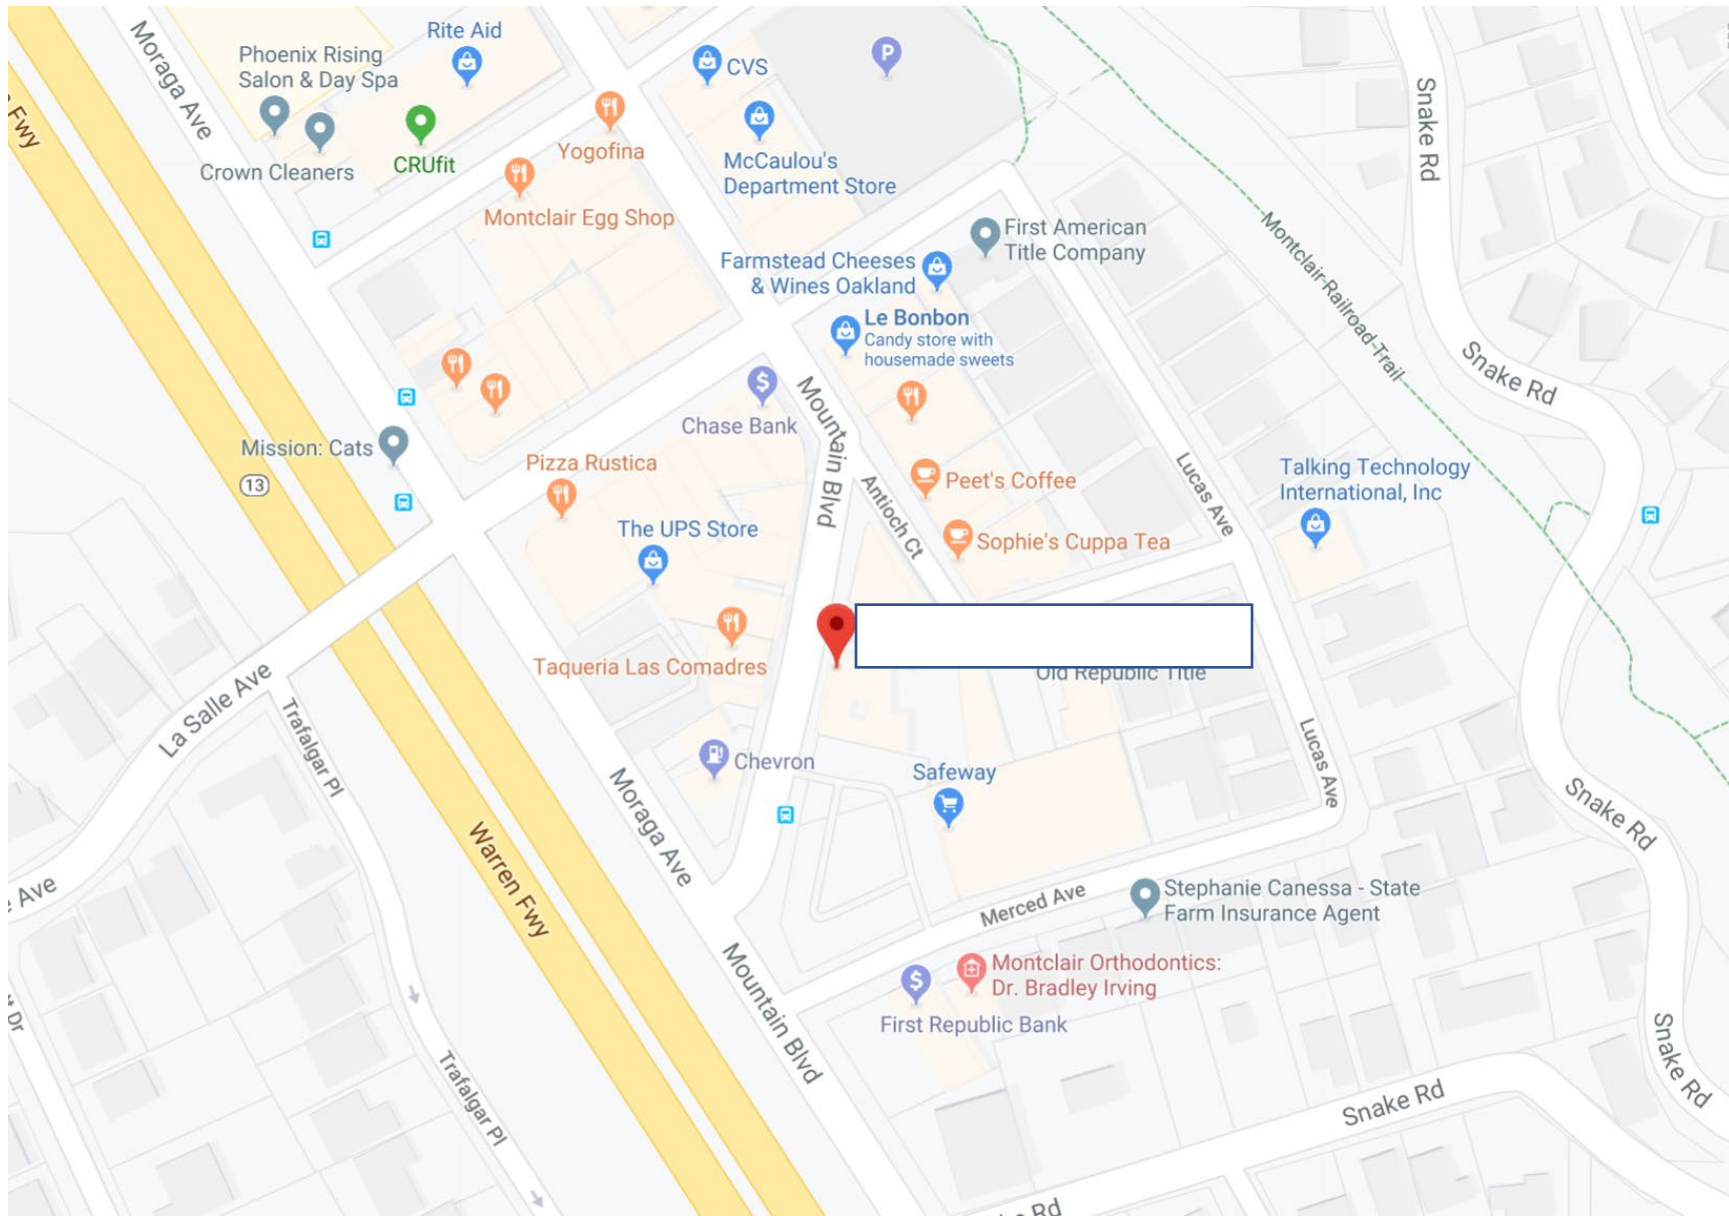 Moraga Ave
Rite Aid
Phoenix Rising
Salon & Day Spa
CVS
P
Fwy
Snake Rd
Yogofina
McCaulou's
Department Store
Crown Cleaners
CRUfit
Montclair Egg Shop
First American
Title Company
Farmstead Cheeses
& Wines Oakland
Montclair Railroad Trail
Le Bonbon
Candy store with
housemade sweets
Snake Rd
Mountain Blvd
Chase Bank
Mission: Cats
Pizza Rustica
13
Peet's Coffee
Antioch Ct
Lucas Ave
Talking Technology
International, Inc
The UPS Store
Sophie's Cuppa Tea
Taqueria Las Comadres
Old Republic Title
La Salle Ave
Trafalgar Pl
Chevron
Safeway
Lucas Ave
Snake Rd
Moraga Ave
Warren Fwy
Ave
Merced Ave
Stephanie Canessa - State
Farm Insurance Agent
Montclair Orthodontics:
Dr. Bradley Irving
Mountain Blvd
First Republic Bank
Dr
Trafalgar Pl
Snake Rd
Snake Rd
Rd